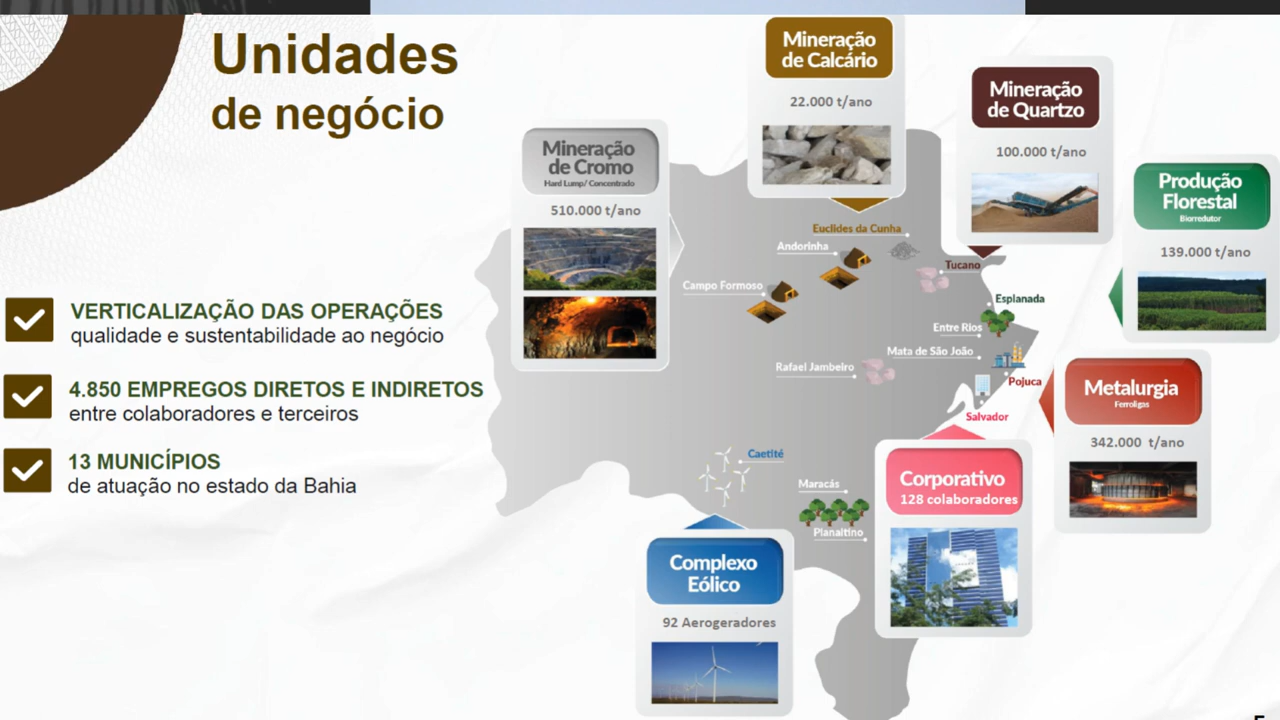 Unidades
de negócio
VERTICALIZAÇÃO DAS OPERAÇÕES
qualidade e sustentabilidade ao negócio
4.850 EMPREGOS DIRETOS E INDIRETOS
entre colaboradores e terceiros
13 MUNICÍPIOS
de atuação no estado da Bahia
Mineração
de Cromo
Hard Lump/ Concentrado
510.000 t/ano
Mineração
de Calcário
22.000 t/ano
Mineração
de Quartzo
100.000 t/ano
Produção
Florestal
Biorredutor
139.000 t/ano
Euclides da Cunha
Andorinha
Tucano
Campo Formoso
Esplanada
Entre Rios
Mata de São João
Rafael Jambeiro
Pojuca
Salvador
Metalurgia
Ferroligas
342.000 t/ano
Caetité
Maracás
Planaltino
Corporativo
128 colaboradores
Complexo
Eólico
92 Aerogeradores